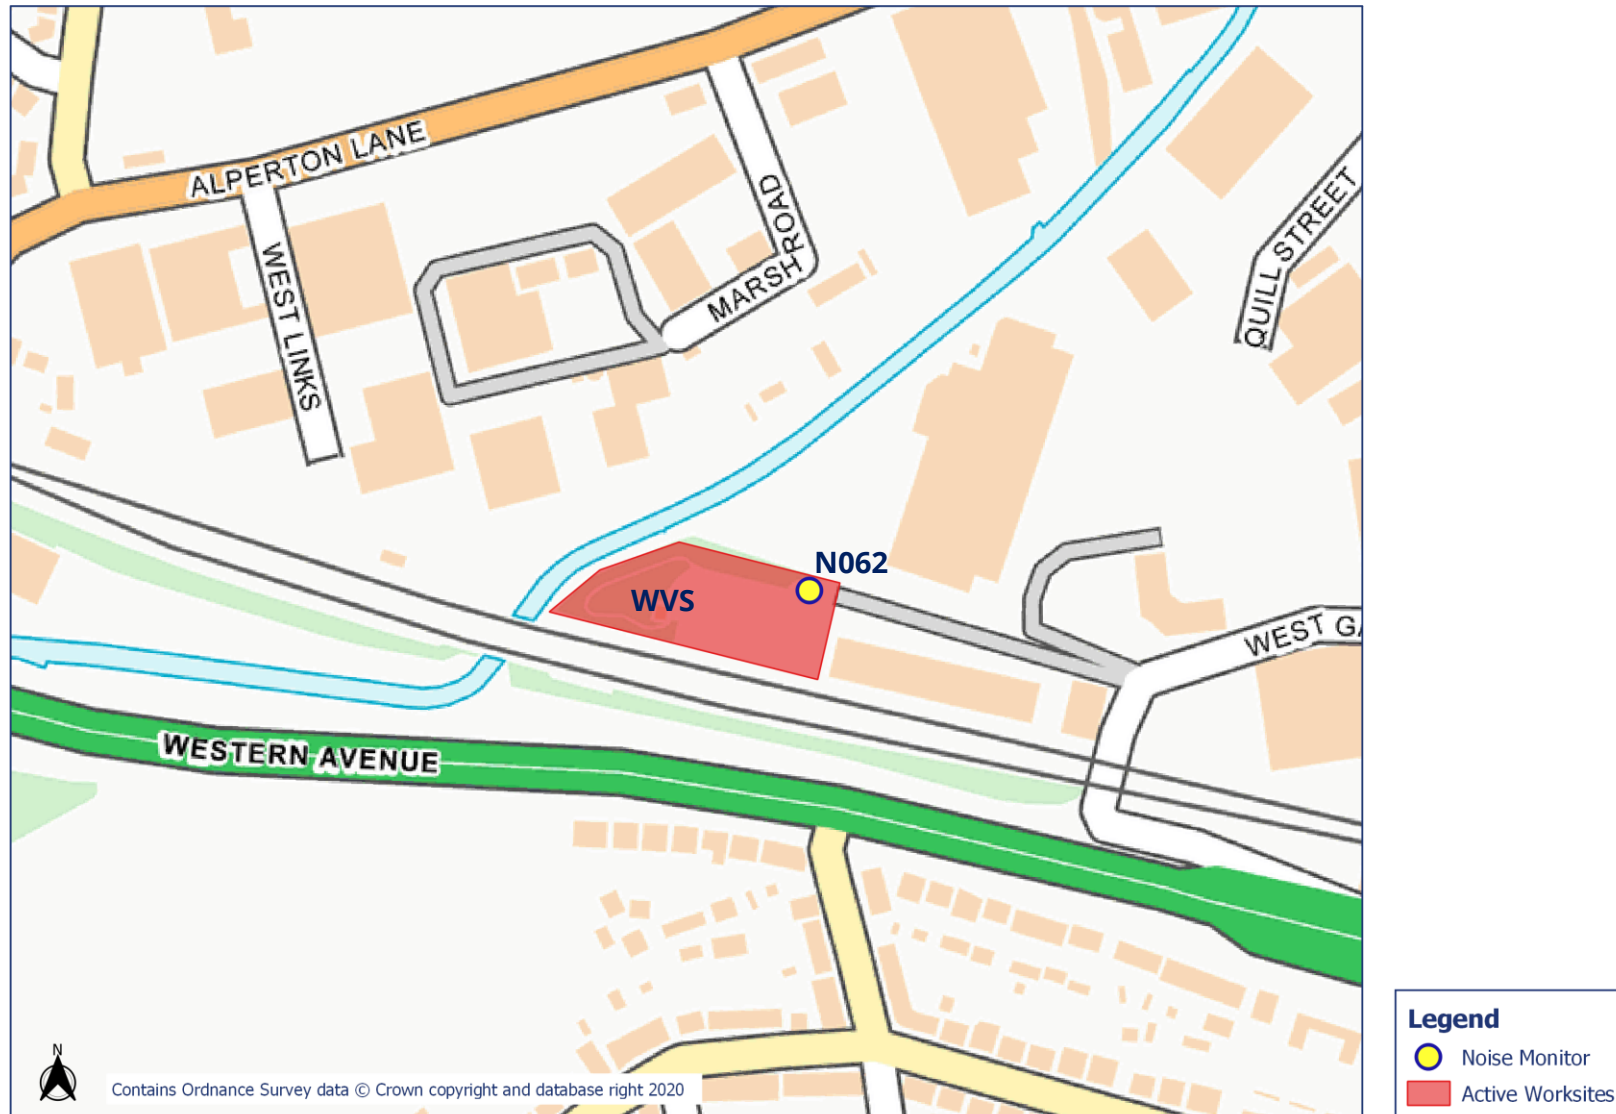 ALPERTON LANE
WEST LINKS
MARSH ROAD
QUILL STREET
N062
WVS
WEST GA
WESTERN AVENUE
N
Contains Ordnance Survey data © Crown copyright and database right 2020
Legend
Noise Monitor
Active Worksites